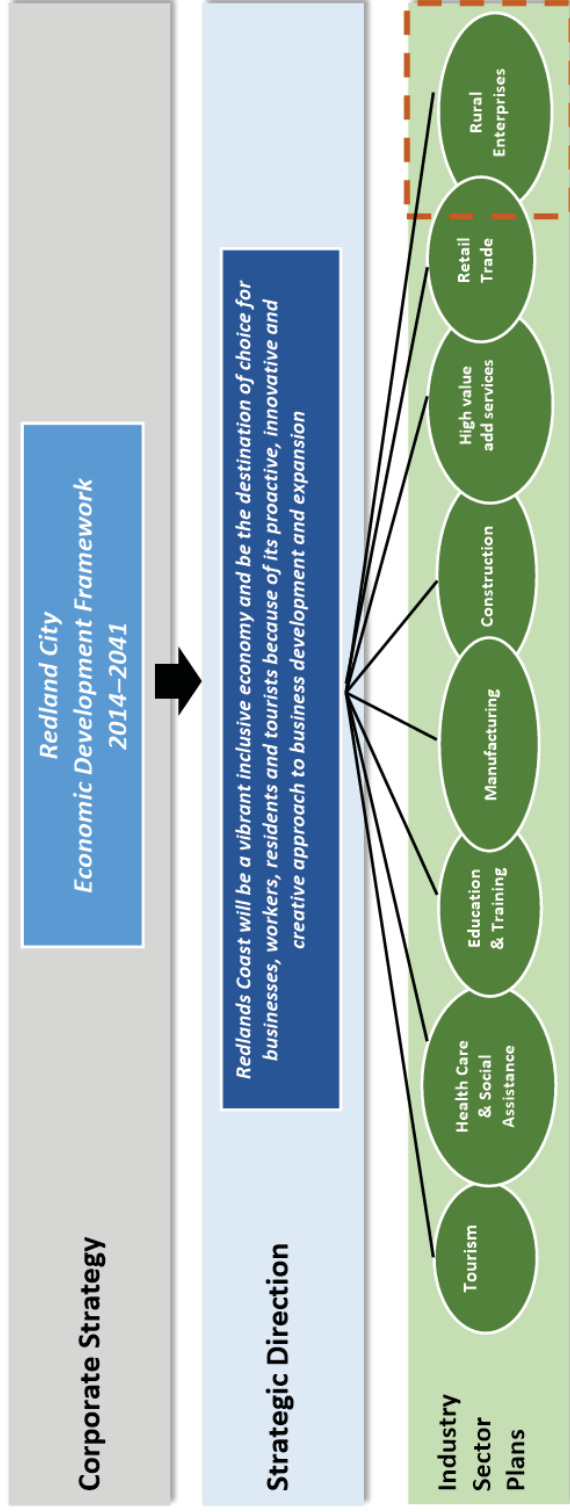 Corporate Strategy
Redland City
Economic Development Framework
2014–2041
Strategic Direction
Redlands Coast will be a vibrant inclusive economy and be the destination of choice for
businesses, workers, residents and tourists because of its proactive, innovative and
creative approach to business development and expansion
Industry
Sector
Plans
Tourism
Health Care
& Social
Assistance
Education
& Training
Manufacturing
Construction
High value
add services
Retail
Trade
Rural
Enterprises